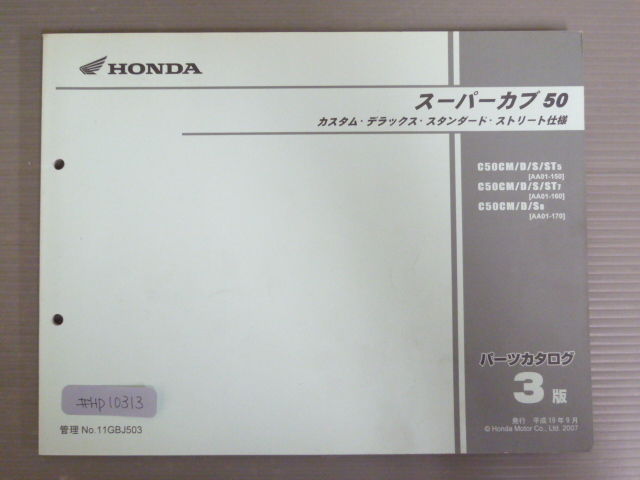 HONDA
スーパーカブ 50
カスタム・デラックス・スタンダード・ストリート仕様
C50CM/D/S/ST5
[AA01-150]
C50CM/D/S/ST7
[AA01-160]
C50CM/D/S8
[AA01-170]
パーツカタログ
3 版
発行 平成19年9月
© Honda Motor Co., Ltd. 2007
#HP10313
管理 No.11GBJ503